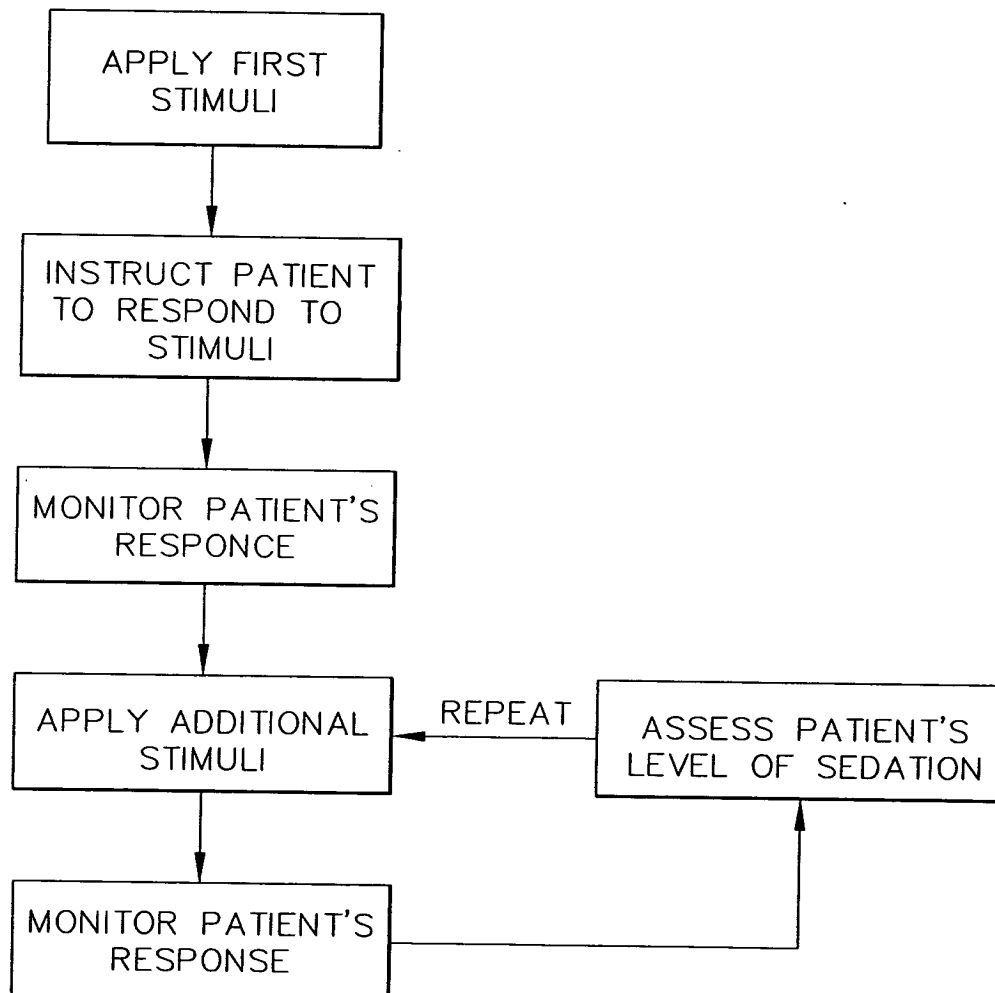 APPLY FIRST
STIMULI
INSTRUCT PATIENT
TO RESPOND TO
STIMULI
MONITOR PATIENT'S
RESPONCE
APPLY ADDITIONAL
STIMULI
REPEAT
ASSESS PATIENT'S
LEVEL OF SEDATION
MONITOR PATIENT'S
RESPONSE